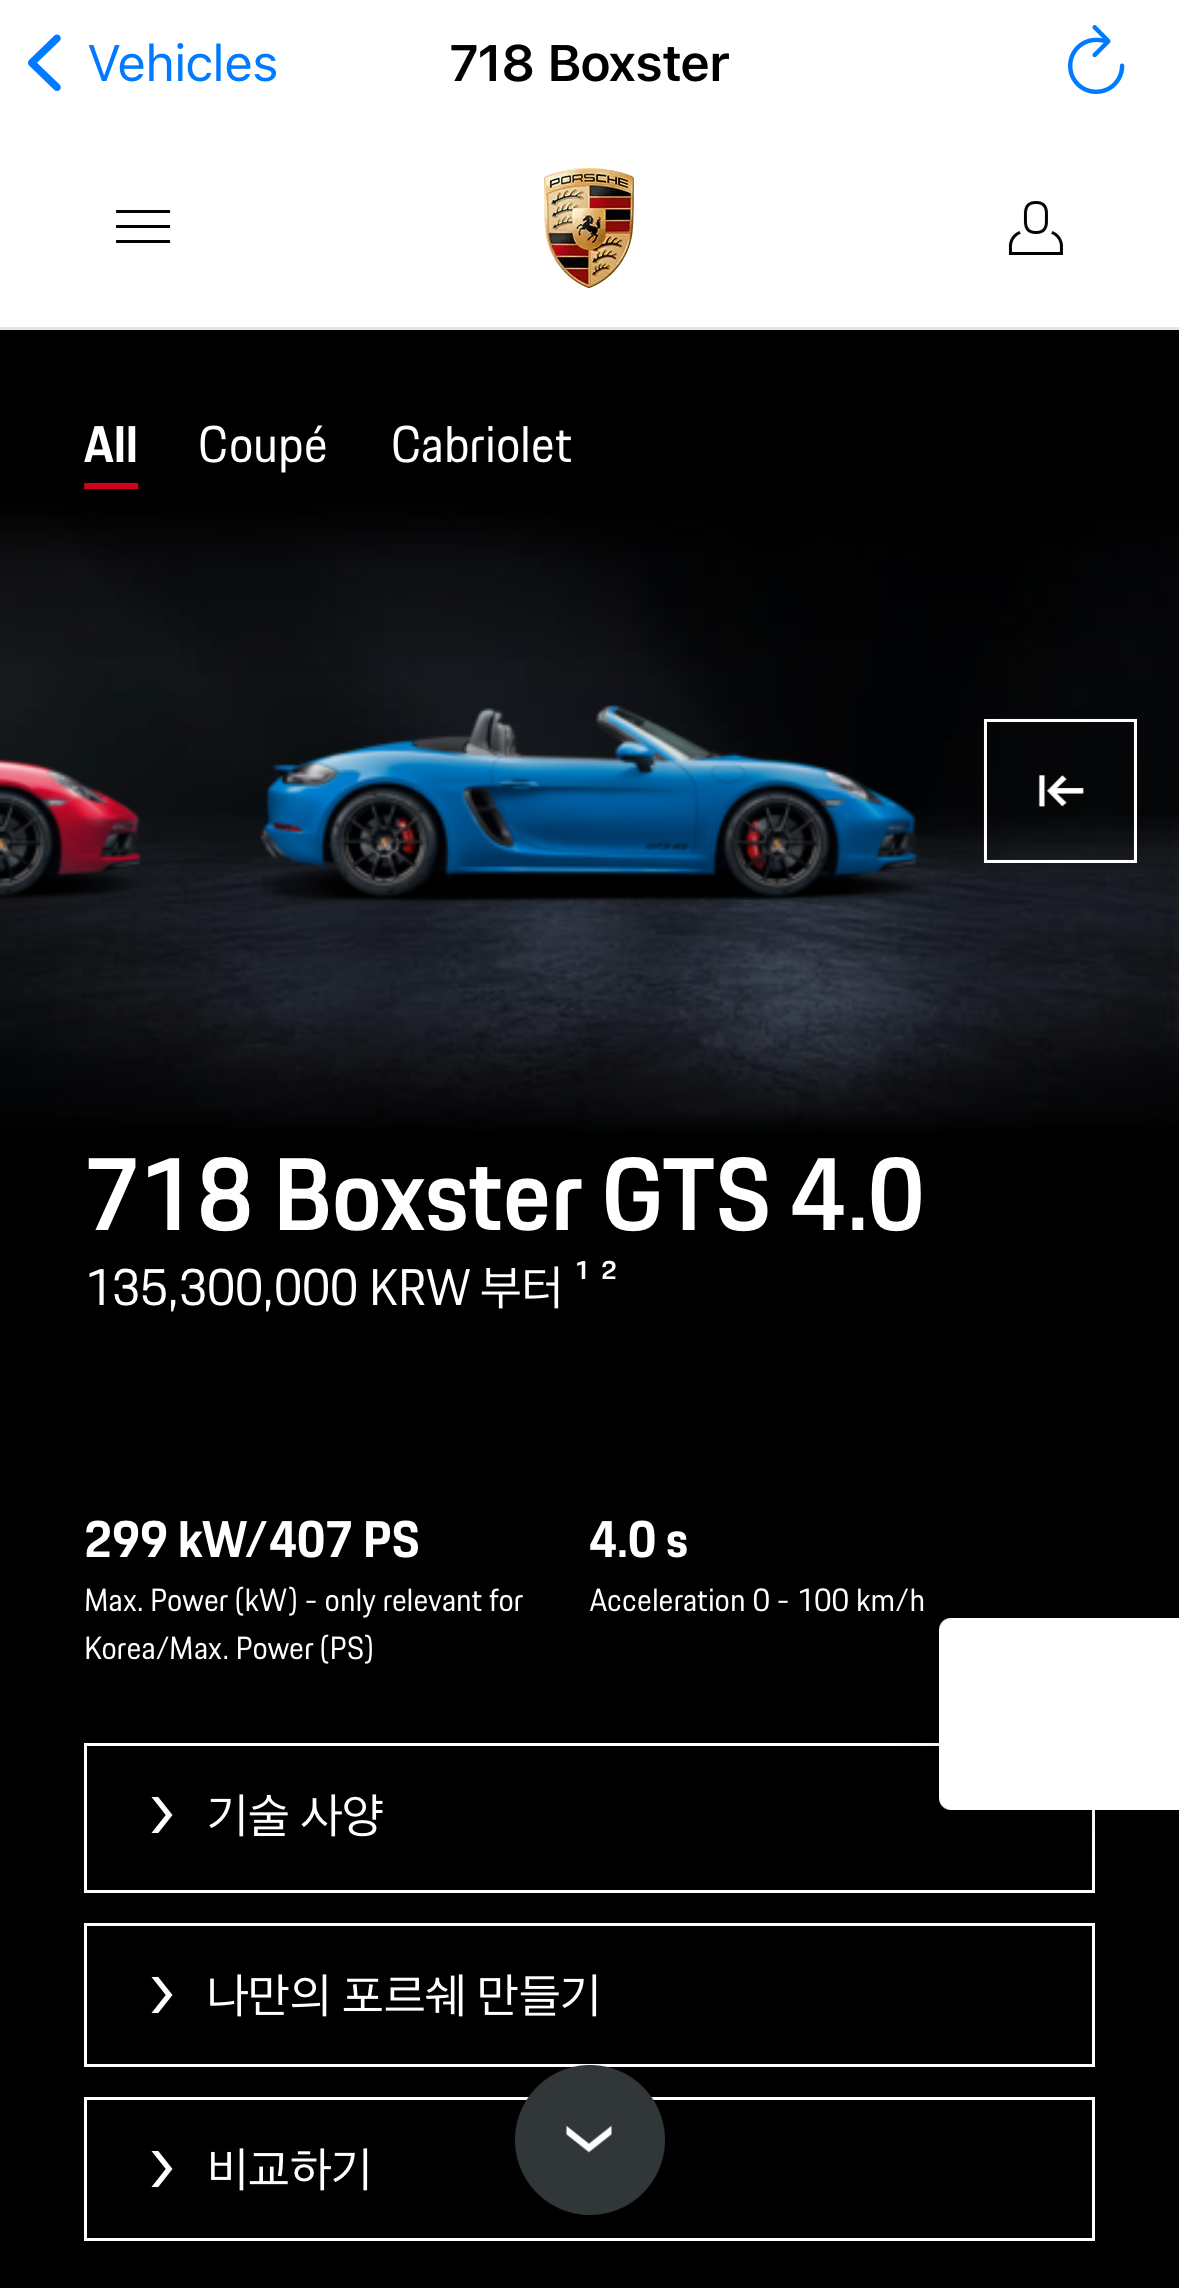 Vehicles
718 Boxster
PORSCHE
All
Coupé
Cabriolet
718 Boxster GTS 4.0
135,300,000 KRW 부터 1 2
299 kW/407 PS
Max. Power (kW) - only relevant for
Korea/Max. Power (PS)
4.0 s
Acceleration 0 - 100 km/h
기술 사양
나만의 포르쉐 만들기
비교하기